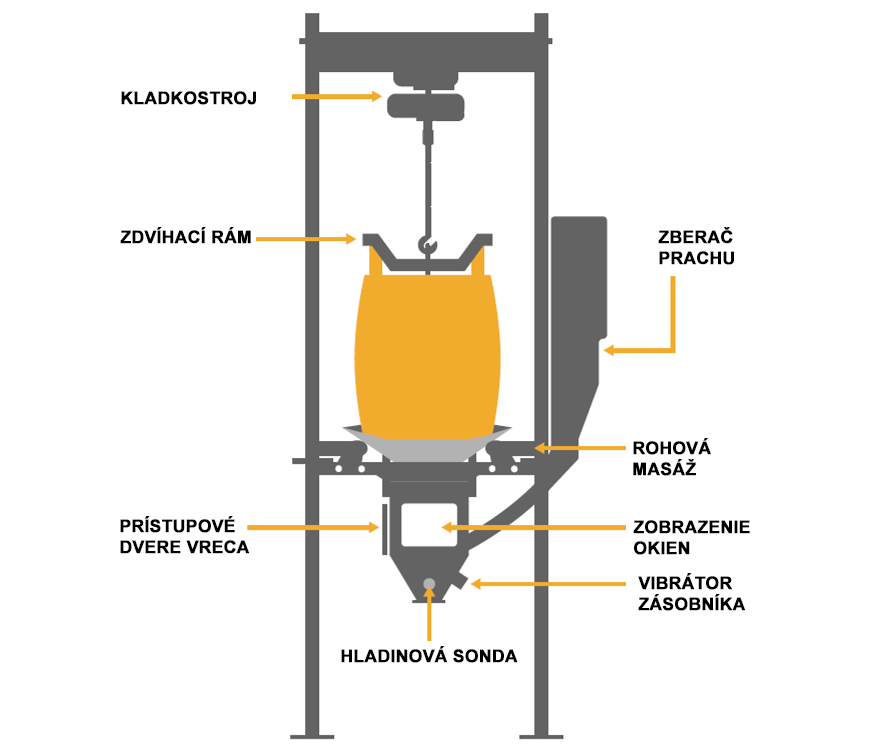 KLADKOSTROJ
ZDVÍHACÍ RÁM
ZBERAČ
PRACHU
ROHOVÁ
MASÁŽ
PRÍSTUPOVÉ
DVERE VRECA
ZOBRAZENIE
OKIEN
VIBRÁTOR
ZÁSOBNÍKA
HLADINOVÁ SONDA